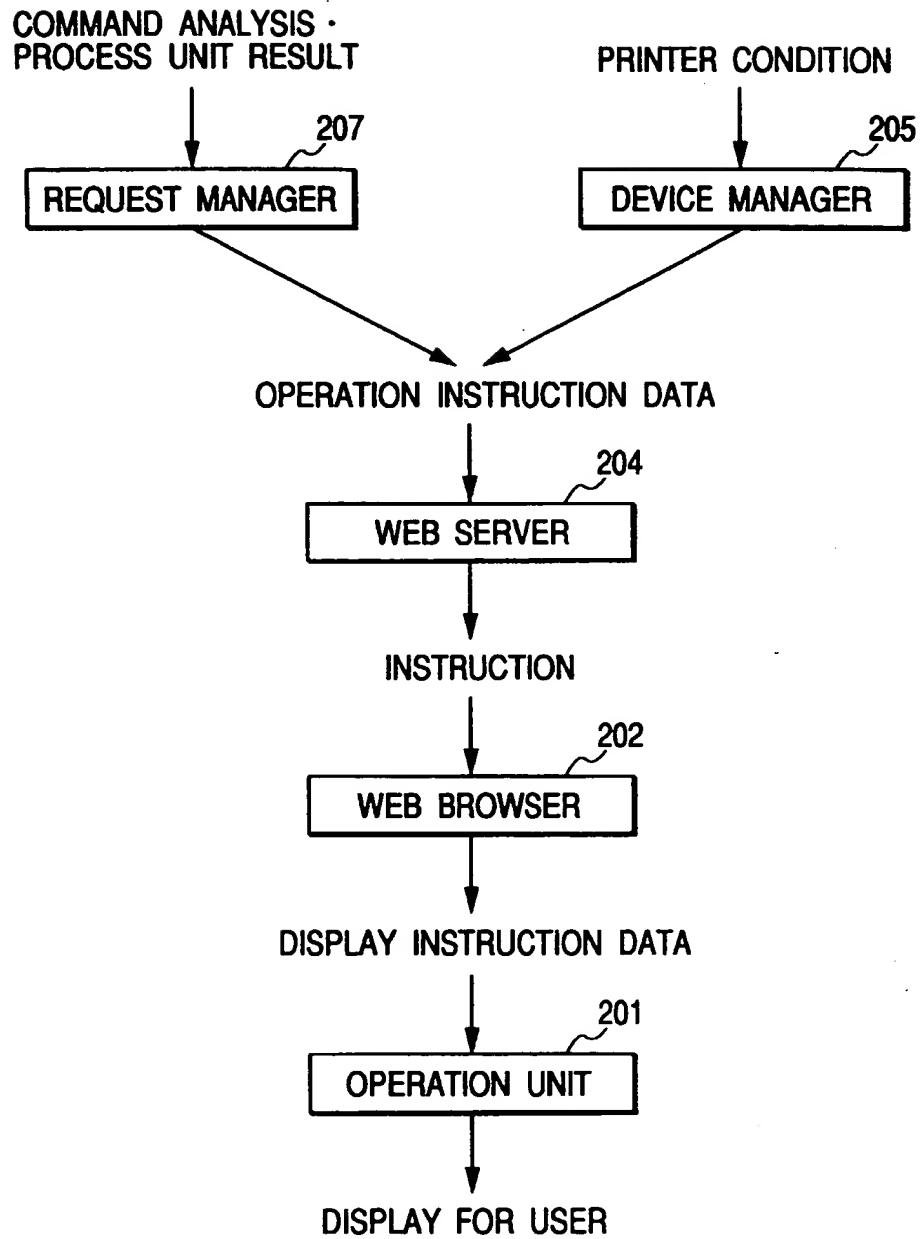 COMMAND ANALYSIS ·
PROCESS UNIT RESULT
PRINTER CONDITION
207
205
REQUEST MANAGER
DEVICE MANAGER
OPERATION INSTRUCTION DATA
204
WEB SERVER
INSTRUCTION
202
WEB BROWSER
DISPLAY INSTRUCTION DATA
201
OPERATION UNIT
DISPLAY FOR USER